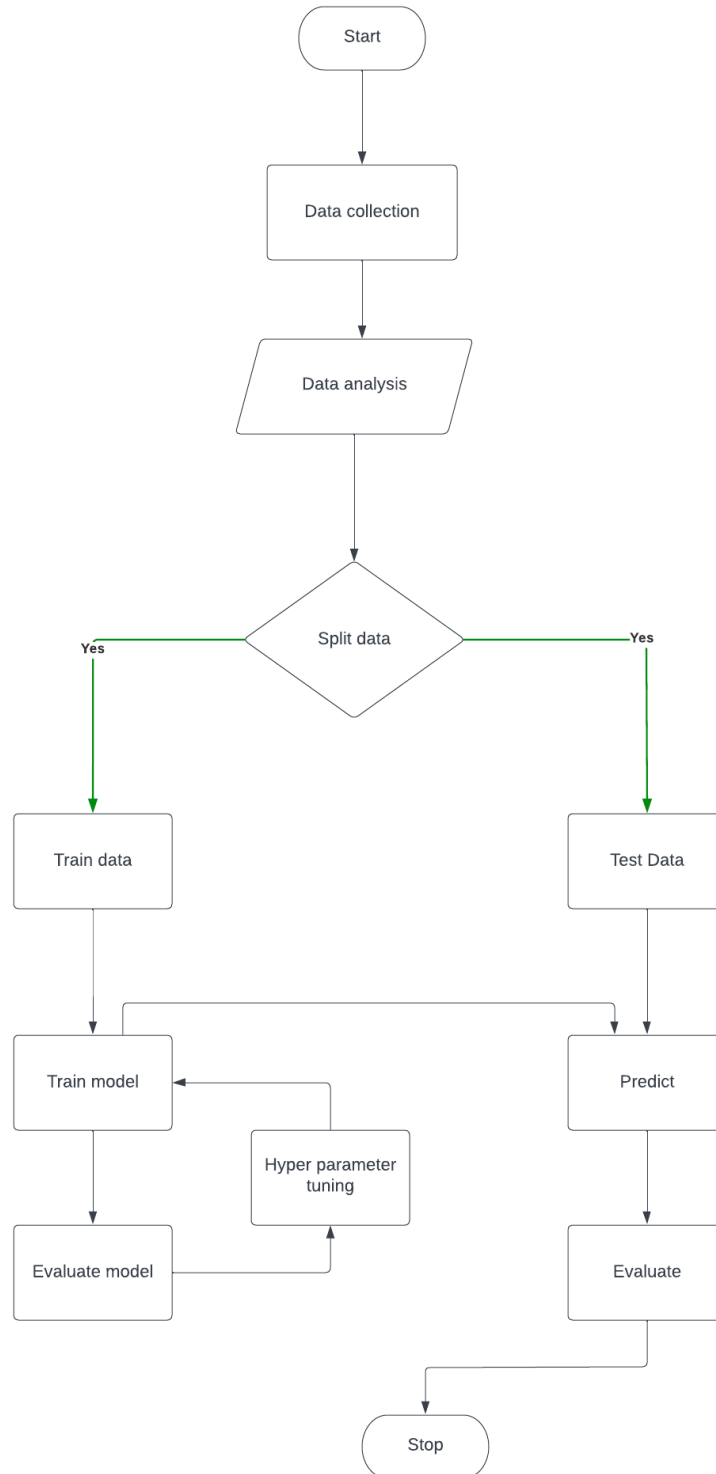 Start
Data collection
Data analysis
Split data
Yes
Yes
Train data
Test Data
Train model
Predict
Hyper parameter
tuning
Evaluate model
Evaluate
Stop